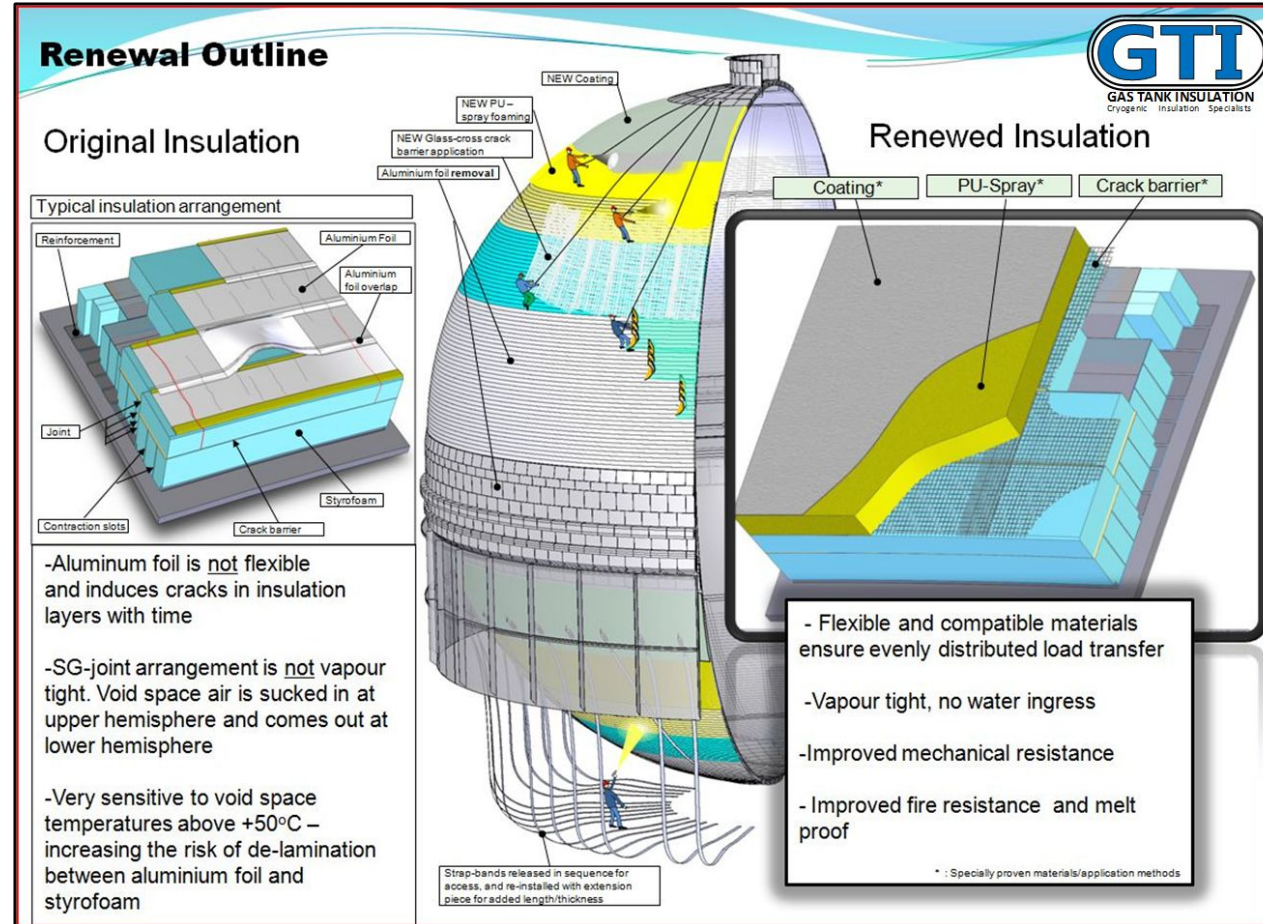 Renewal Outline
GTI
GAS TANK INSULATION
Cryogenic Insulation Specialists
Original Insulation
Typical insulation arrangement
Reinforcement
Aluminium Foil
Aluminium
foil overlap
Joint
Contraction slots
Crack barrier
Styrofoam
-Aluminum foil is not flexible
and induces cracks in insulation
layers with time
-SG-joint arrangement is not vapour
tight. Void space air is sucked in at
upper hemisphere and comes out at
lower hemisphere
-Very sensitive to void space
temperatures above +50°C –
increasing the risk of de-lamination
between aluminium foil and
styrofoam
NEW Coating
NEW PU –
spray foaming
NEW Glass-cross crack
barrier application
Aluminium foil removal
Strap-bands released in sequence for
access, and re-installed with extension
piece for added length/thickness
Renewed Insulation
Coating*
PU-Spray*
Crack barrier*
- Flexible and compatible materials
ensure evenly distributed load transfer
-Vapour tight, no water ingress
-Improved mechanical resistance
- Improved fire resistance and melt
proof
* : Specially proven materials/application methods